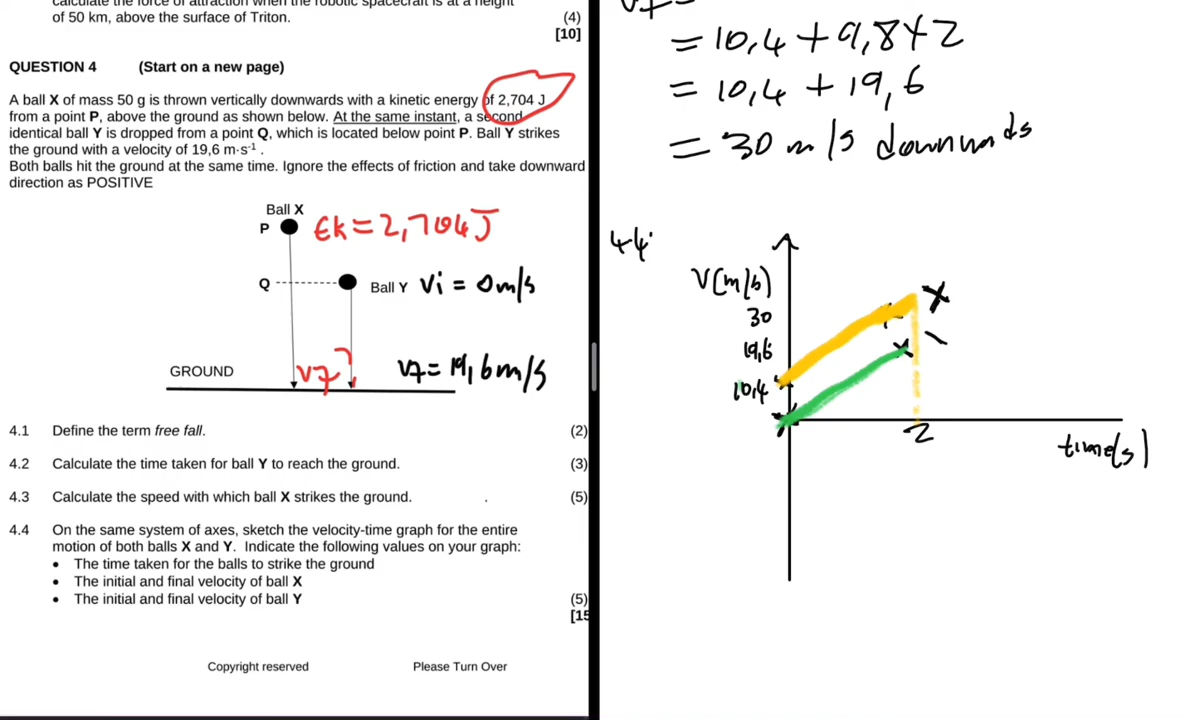 calculate the force of attraction when the robotic spacecraft is at a height
of 50 km, above the surface of Triton. (4)
[10]
QUESTION 4 (Start on a new page)
A ball X of mass 50 g is thrown vertically downwards with a kinetic energy of 2,704 J
from a point P, above the ground as shown below. At the same instant, a second
identical ball Y is dropped from a point Q, which is located below point P. Ball Y strikes
the ground with a velocity of 19,6 m·s-1 .
Both balls hit the ground at the same time. Ignore the effects of friction and take downward
direction as POSITIVE
Ball X
P Ek = 2,704J
Q Ball Y vi = 0m/s
GROUND vf? vf = 19,6m/s
4.1 Define the term free fall. (2)
4.2 Calculate the time taken for ball Y to reach the ground. (3)
4.3 Calculate the speed with which ball X strikes the ground. . (5)
4.4 On the same system of axes, sketch the velocity-time graph for the entire
motion of both balls X and Y. Indicate the following values on your graph:
• The time taken for the balls to strike the ground
• The initial and final velocity of ball X
• The initial and final velocity of ball Y (5)
[15
Copyright reserved Please Turn Over
= 10,4 + 9,8×2
= 10,4 + 19,6
= 30 m/s downwards
4.4
V(m/s)
30
19,6
10,4
X
2
time(s)